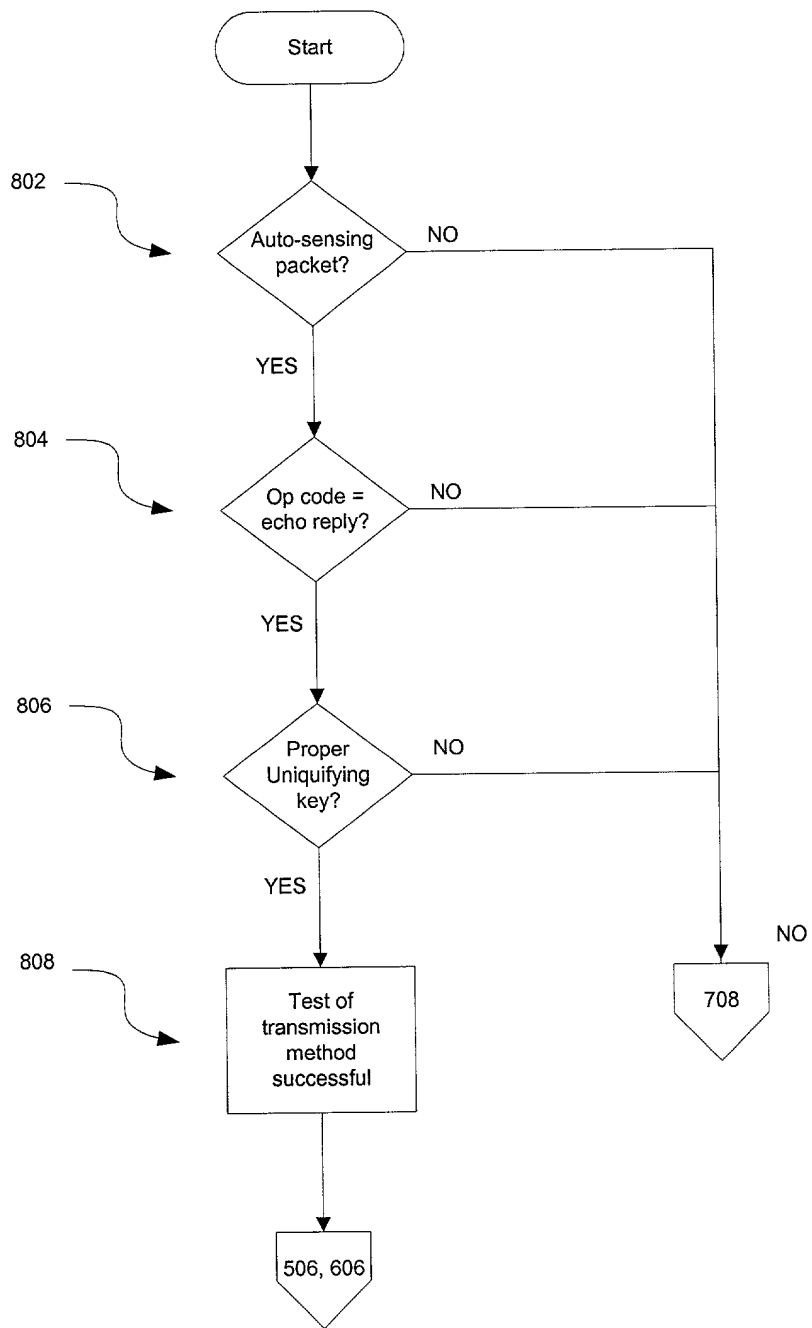 Start
802
Auto-sensing
packet?
NO
YES
804
Op code =
echo reply?
NO
YES
806
Proper
Uniquifying
key?
NO
YES
NO
808
Test of
transmission
method
successful
708
506, 606